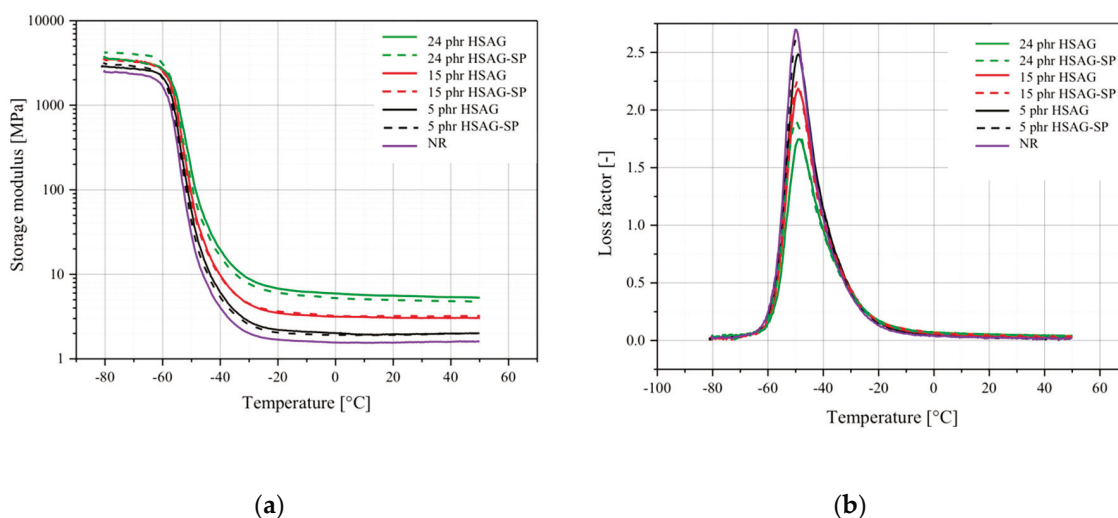 10000
1000
100
10
1
Storage modulus [MPa]
-80
-60
-40
-20
0
20
40
60
Temperature [°C]
24 phr HSAG
24 phr HSAG-SP
15 phr HSAG
15 phr HSAG-SP
5 phr HSAG
5 phr HSAG-SP
NR
(a)
2.5
2.0
1.5
1.0
0.5
0.0
Loss factor [-]
-100
-80
-60
-40
-20
0
20
40
60
Temperature [°C]
24 phr HSAG
24 phr HSAG-SP
15 phr HSAG
15 phr HSAG-SP
5 phr HSAG
5 phr HSAG-SP
NR
(b)